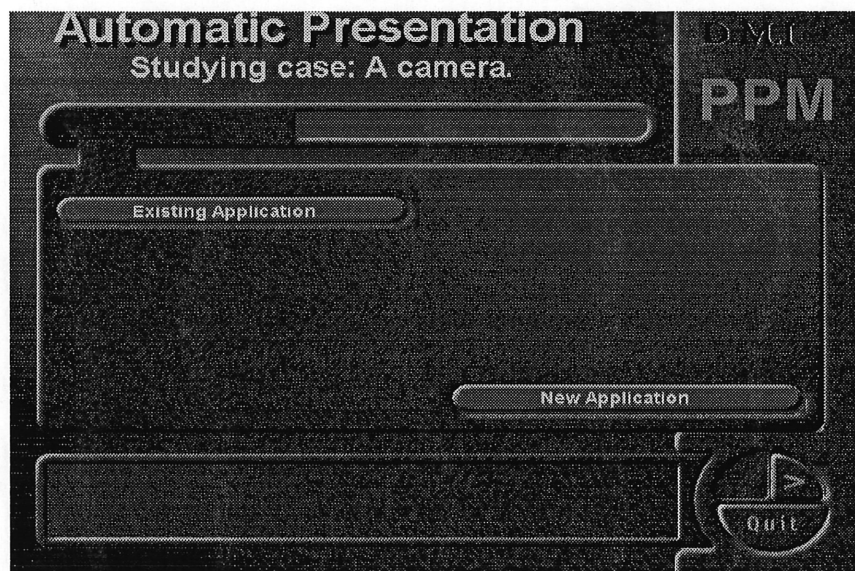 Automatic Presentation
Studying case: A camera.
D.M.I
PPM
Existing Application
New Application
>
Quit